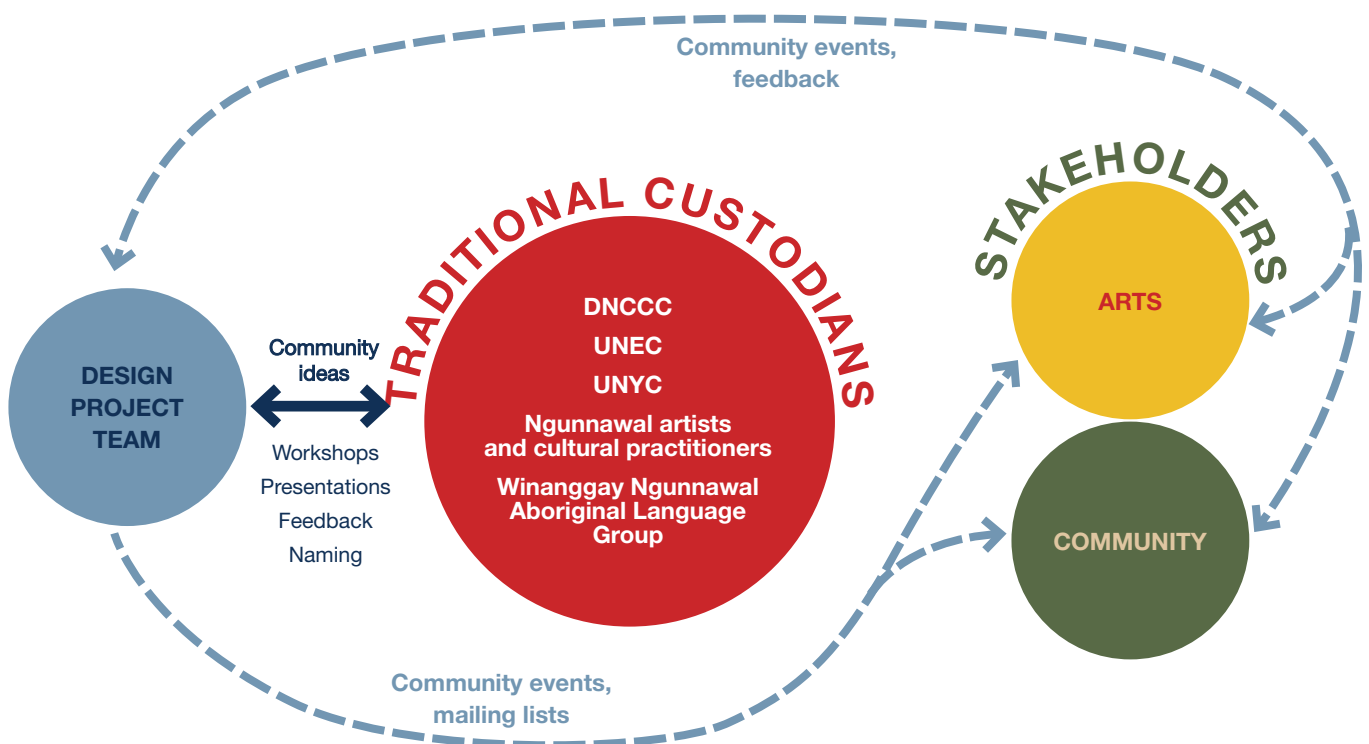 Community events,
feedback
STAKEHOLDERS
TRADITIONAL CUSTODIANS
ARTS
DNCCC
UNEC
UNYC
Ngunnawal artists
and cultural practitioners
Winanggay Ngunnawal
Aboriginal Language
Group
DESIGN
PROJECT
TEAM
Community
ideas
Workshops
Presentations
Feedback
Naming
COMMUNITY
Community events,
mailing lists